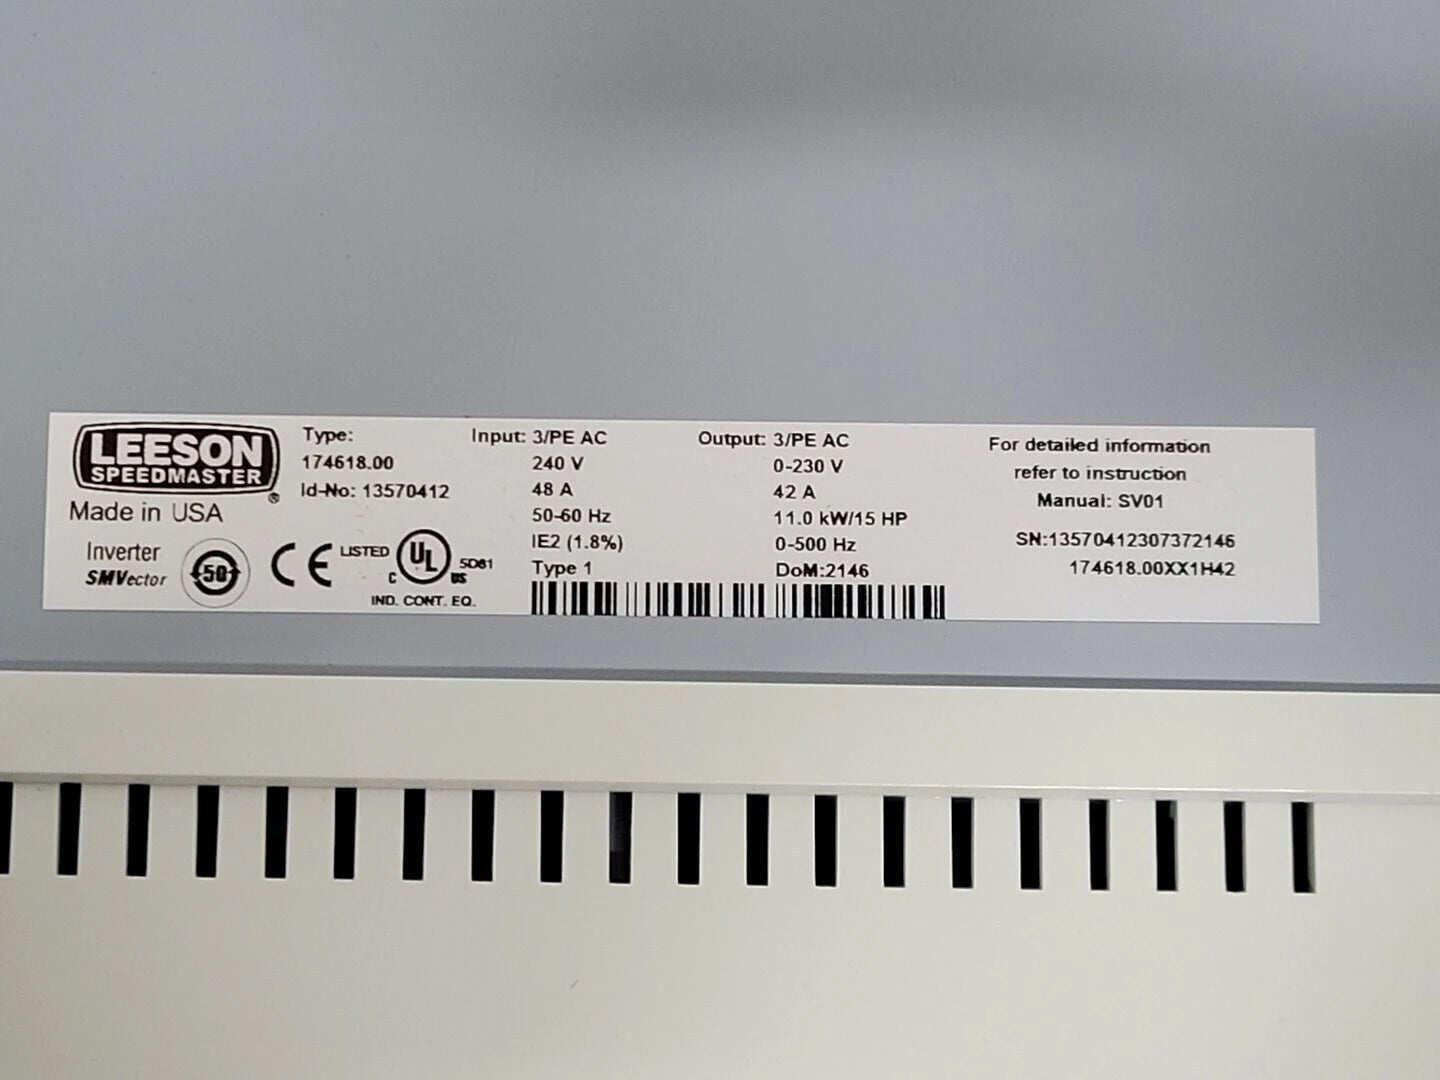 LEESON
SPEEDMASTER
®
Made in USA
Inverter
SMVector
50
CE
LISTED
C UL US
5D81
IND. CONT. EQ.
Type:
174618.00
Id-No: 13570412
Input: 3/PE AC
240 V
48 A
50-60 Hz
IE2 (1.8%)
Type 1
Output: 3/PE AC
0-230 V
42 A
11.0 kW/15 HP
0-500 Hz
DoM:2146
For detailed information
refer to instruction
Manual: SV01
SN:13570412307372146
174618.00XX1H42